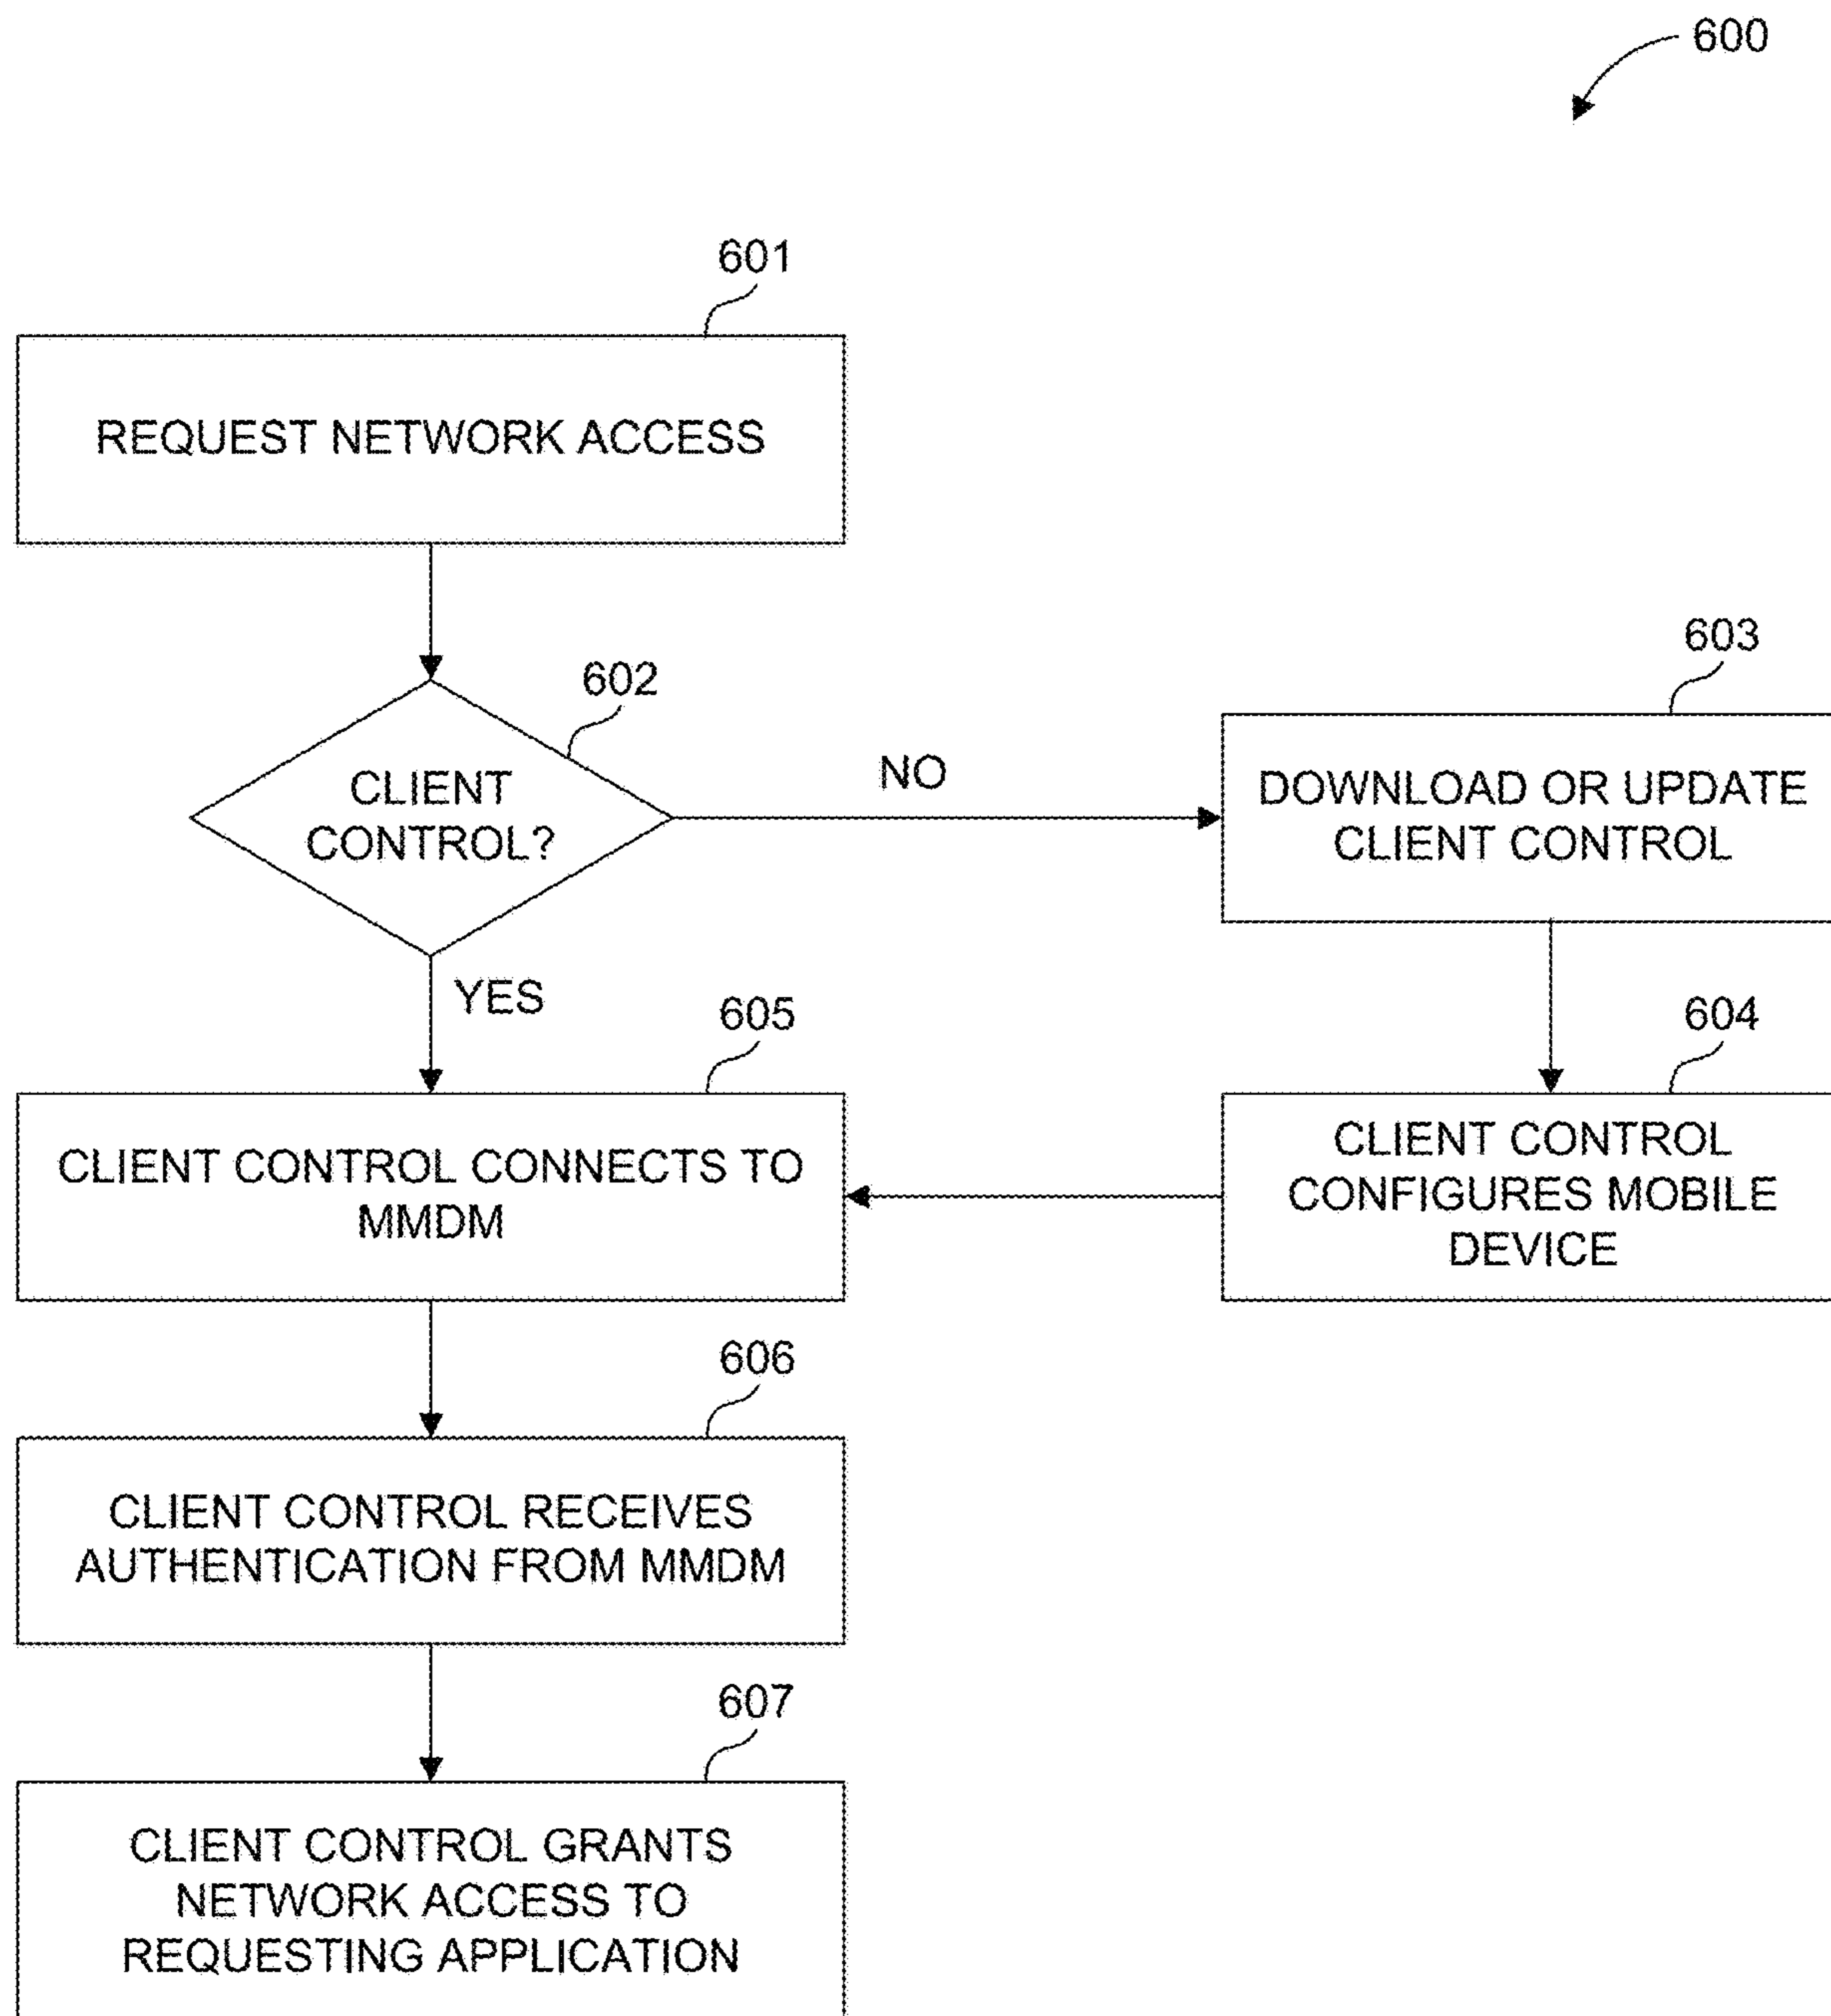 600
601
REQUEST NETWORK ACCESS
602
CLIENT
CONTROL?
NO
603
DOWNLOAD OR UPDATE
CLIENT CONTROL
YES
604
CLIENT CONTROL
CONFIGURES MOBILE
DEVICE
605
CLIENT CONTROL CONNECTS TO
MMDM
606
CLIENT CONTROL RECEIVES
AUTHENTICATION FROM MMDM
607
CLIENT CONTROL GRANTS
NETWORK ACCESS TO
REQUESTING APPLICATION